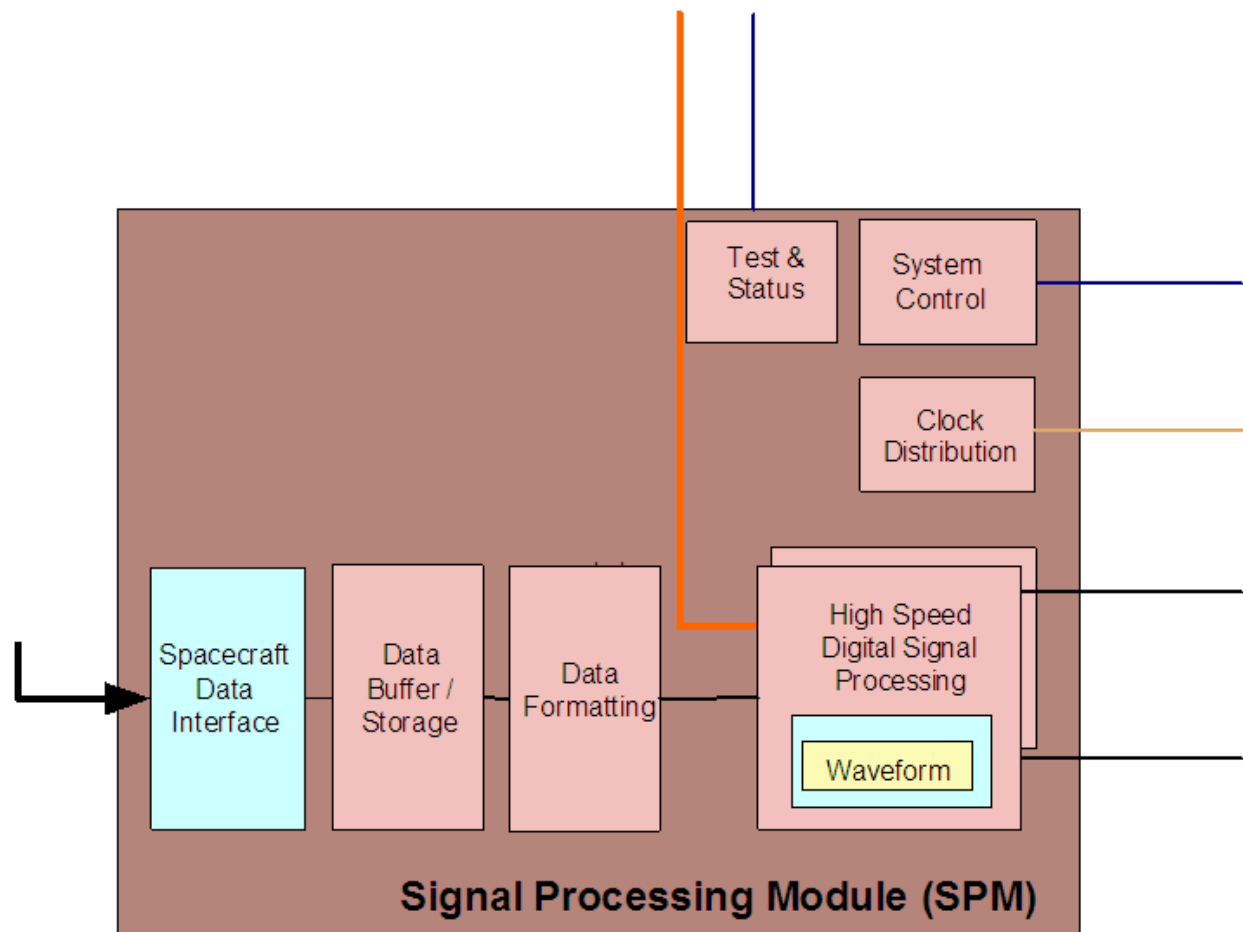 Test &
Status
System
Control
Clock
Distribution
Spacecraft
Data
Interface
Data
Buffer /
Storage
Data
Formatting
High Speed
Digital Signal
Processing
Waveform
Signal Processing Module (SPM)